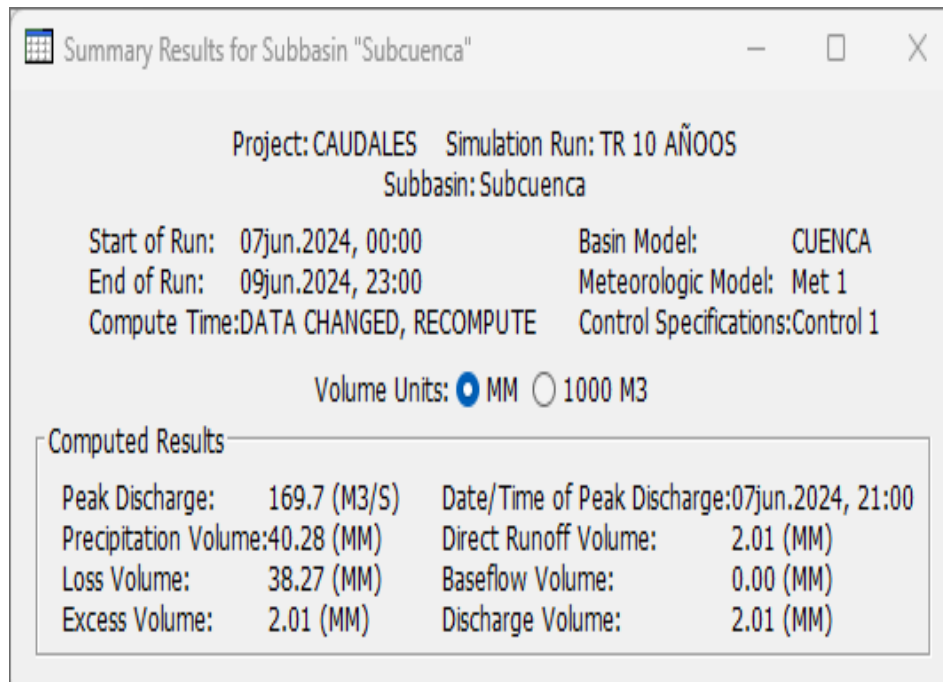 Summary Results for Subbasin "Subcuenca"
Project: CAUDALES Simulation Run: TR 10 AÑOOS
Subbasin: Subcuenca
Start of Run: 07jun.2024, 00:00 Basin Model: CUENCA
End of Run: 09jun.2024, 23:00 Meteorologic Model: Met 1
Compute Time:DATA CHANGED, RECOMPUTE Control Specifications:Control 1
Volume Units: MM 1000 M3
Computed Results
Peak Discharge: 169.7 (M3/S) Date/Time of Peak Discharge:07jun.2024, 21:00
Precipitation Volume:40.28 (MM) Direct Runoff Volume: 2.01 (MM)
Loss Volume: 38.27 (MM) Baseflow Volume: 0.00 (MM)
Excess Volume: 2.01 (MM) Discharge Volume: 2.01 (MM)